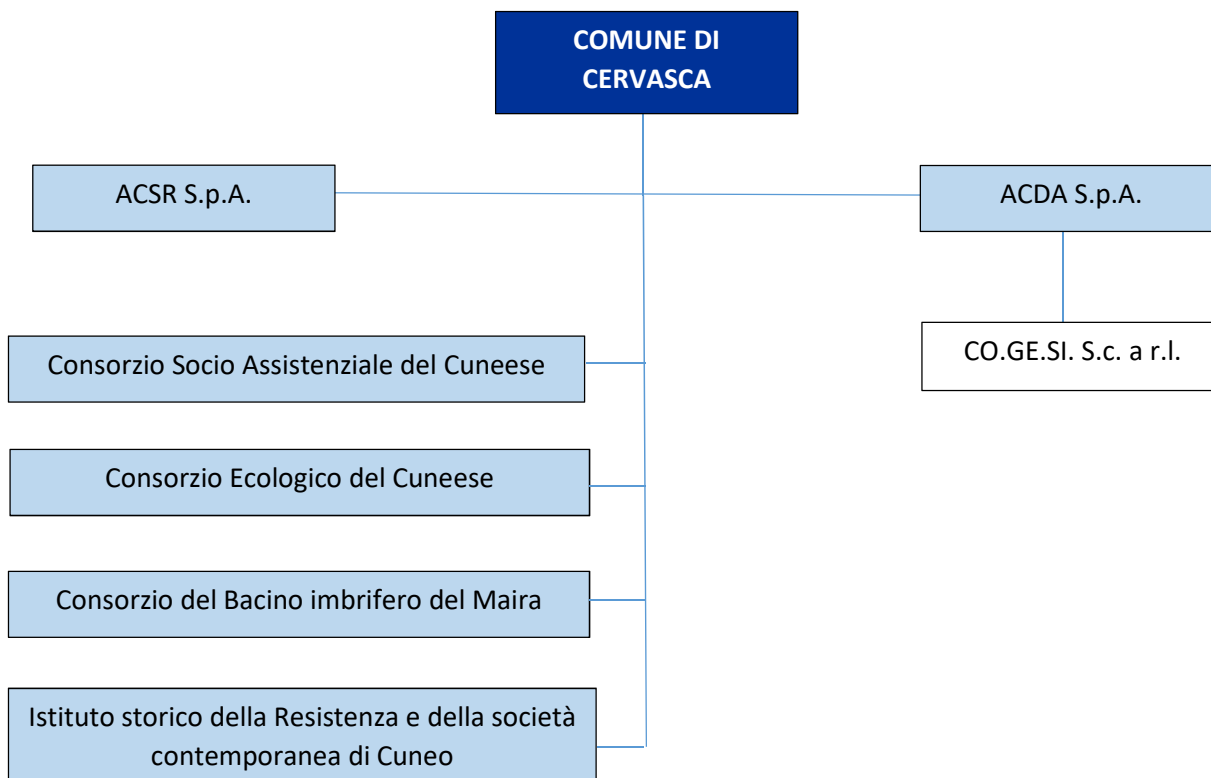 COMUNE DI
CERVASCA
ACSR S.p.A.
ACDA S.p.A.
CO.GE.SI. S.c. a r.l.
Consorzio Socio Assistenziale del Cuneese
Consorzio Ecologico del Cuneese
Consorzio del Bacino imbrifero del Maira
Istituto storico della Resistenza e della società
contemporanea di Cuneo